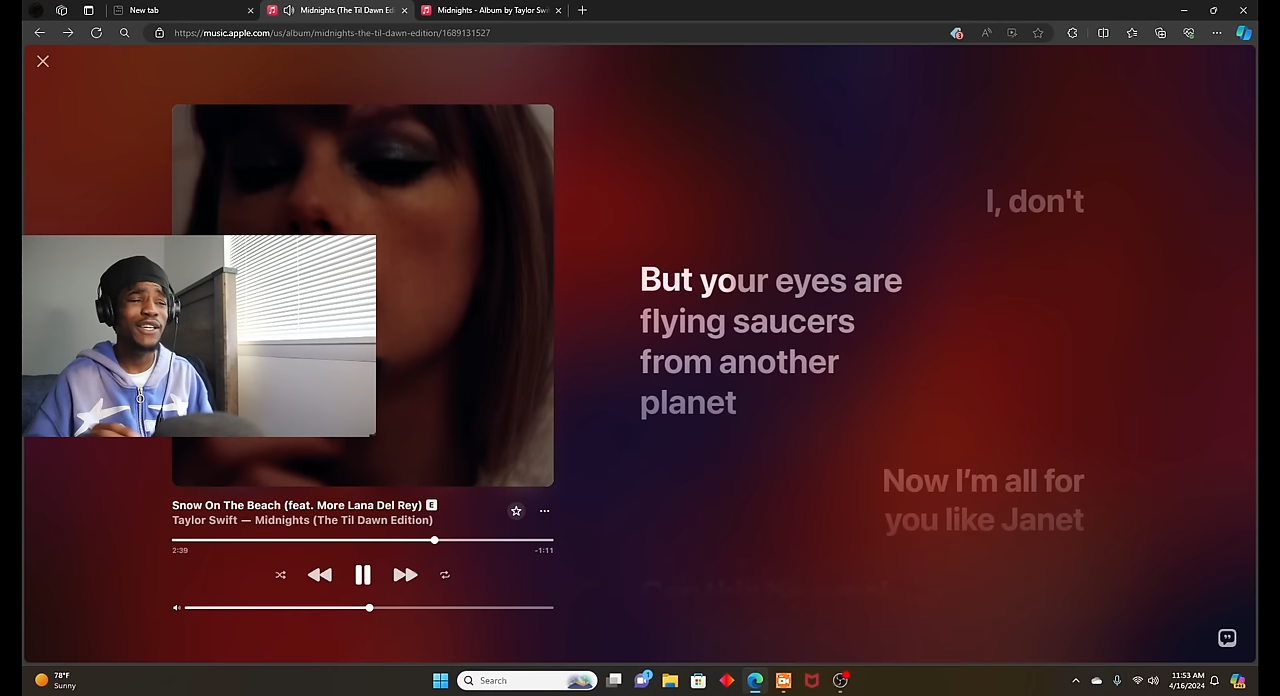 New tab
Midnights (The Til Dawn Ed
Midnights - Album by Taylor Sw
https://music.apple.com/us/album/midnights-the-til-dawn-edition/1689131527
I, don't
But your eyes are
flying saucers
from another
planet
Now I'm all for
you like Janet
Snow On The Beach (feat. More Lana Del Rey) E
Taylor Swift — Midnights (The Til Dawn Edition)
2:39
-1:11
78°F
Sunny
Search
11:53 AM
4/16/2024